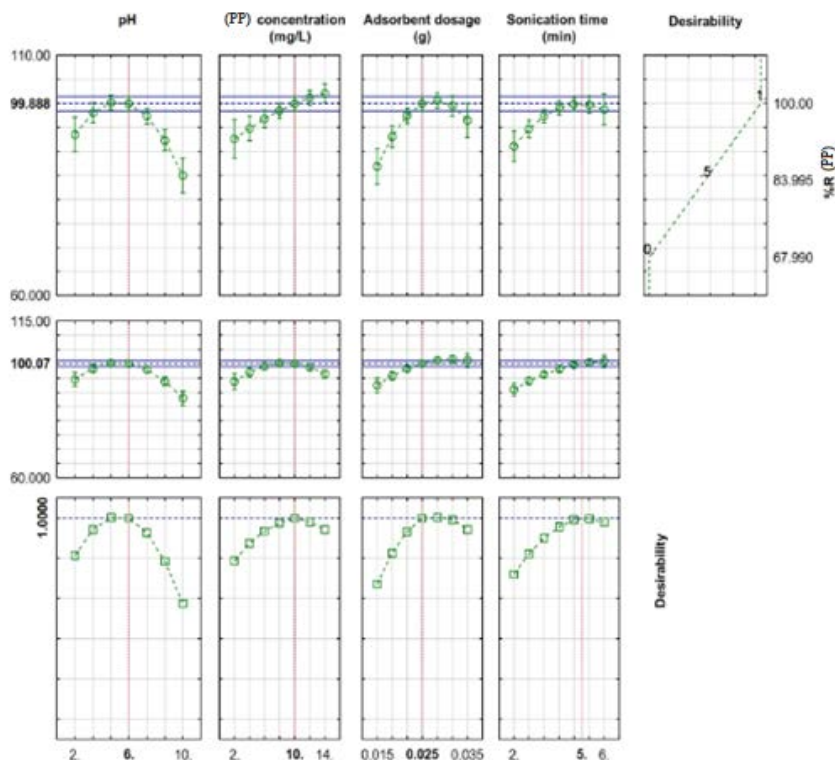 pH
(PP) concentration
(mg/L)
Adsorbent dosage
(g)
Sonication time
(min)
Desirability
110.00
99.888
60.000
1
.5
0
100.00
83.995
67.990
%R (PP)
115.00
100.07
60.000
1.0000
Desirability
2. 6. 10.
2. 10. 14.
0.015 0.025 0.035
2. 5. 6.